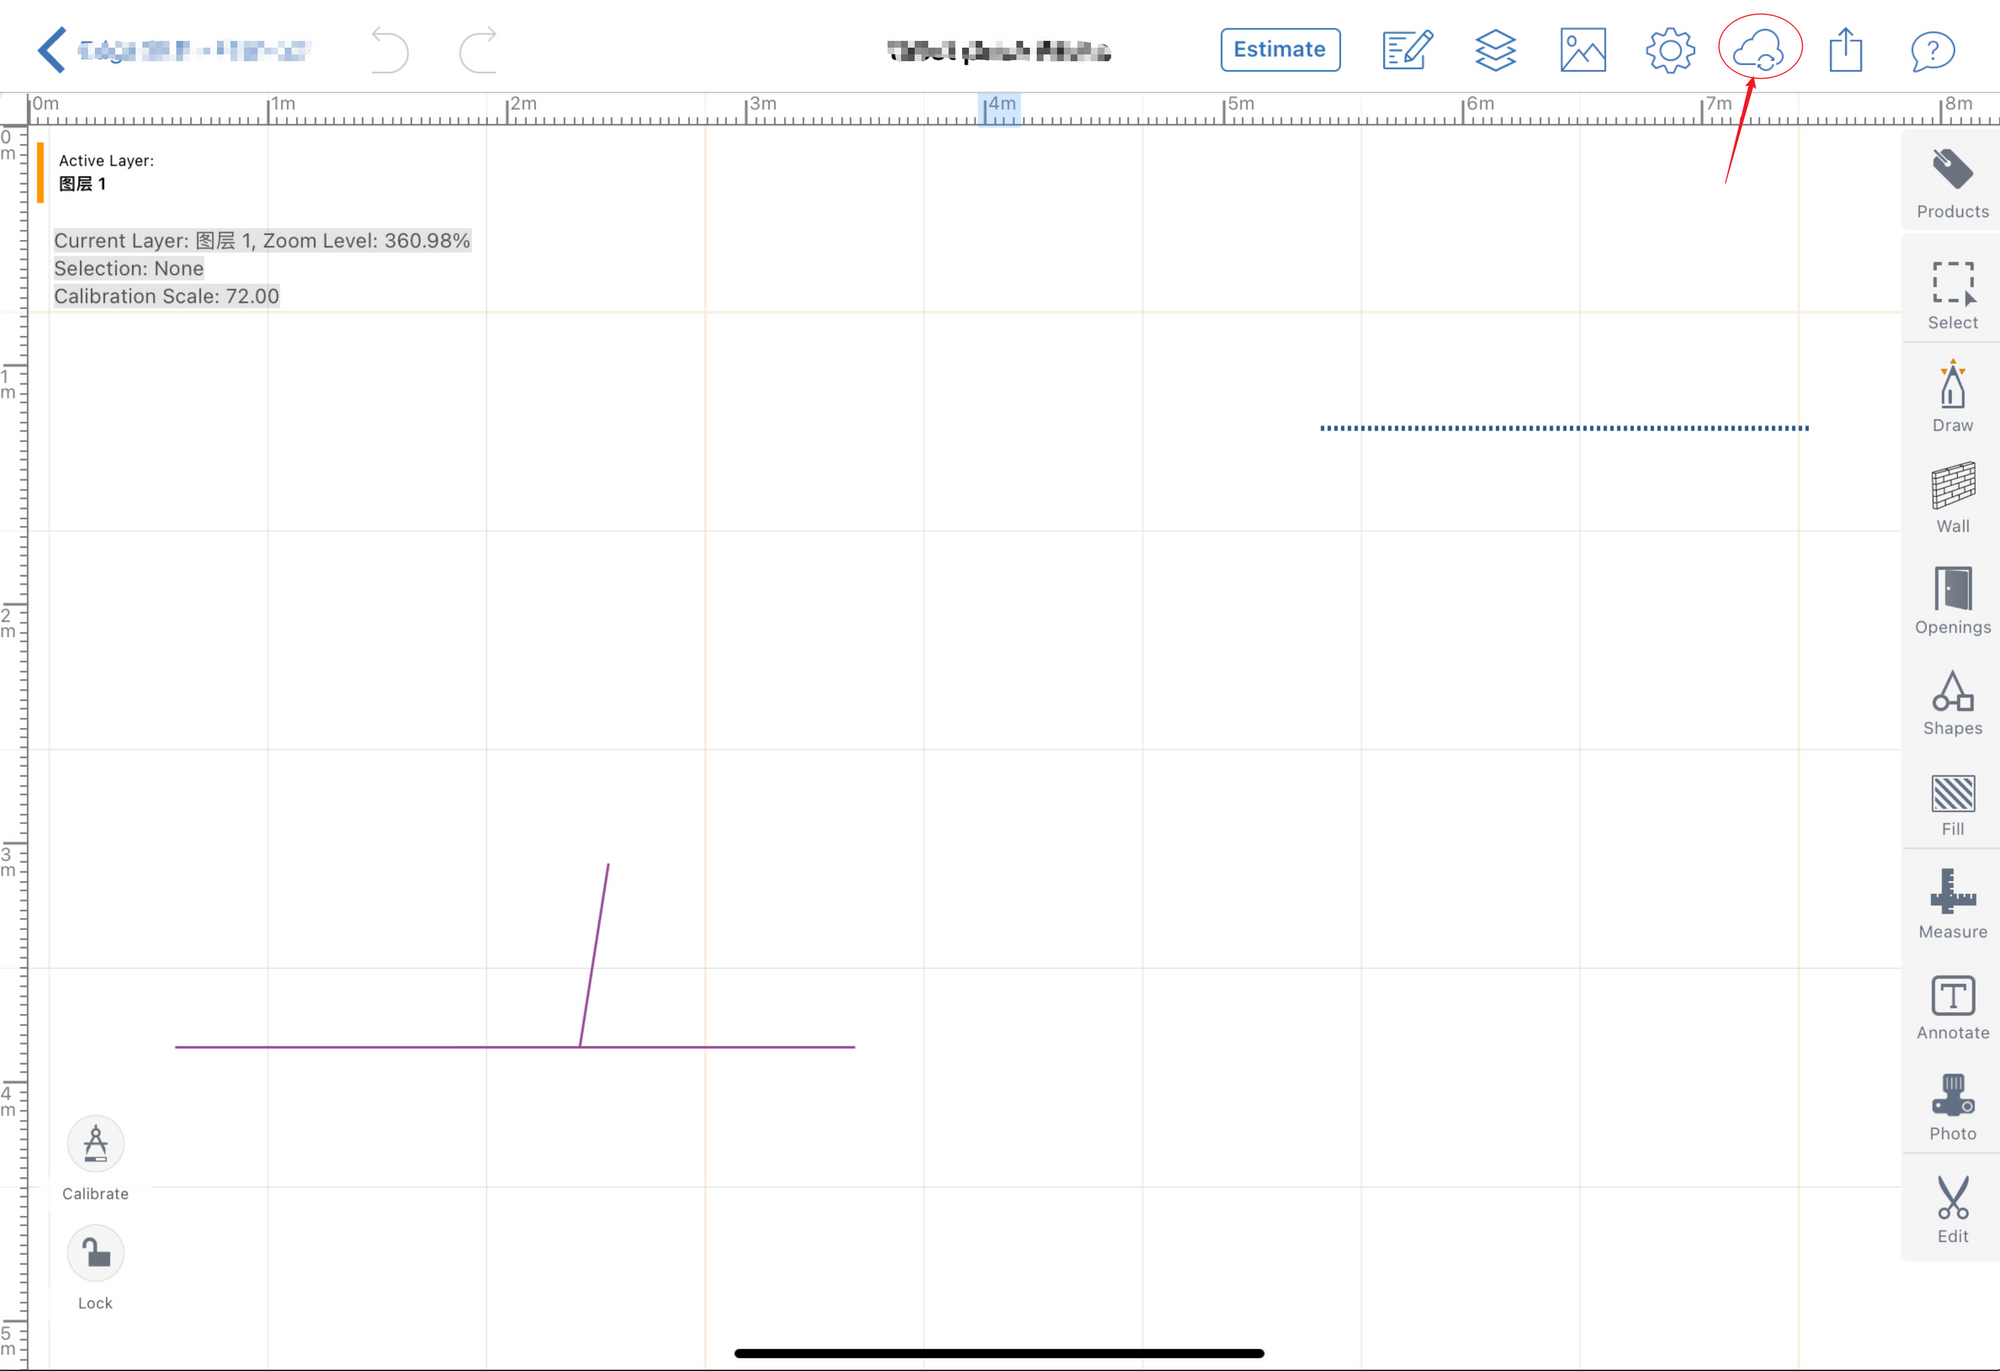 Estimate
0m 1m 2m 3m 4m 5m 6m 7m 8m
0
m
Active Layer:
图层 1
Current Layer: 图层 1, Zoom Level: 360.98%
Selection: None
Calibration Scale: 72.00
1
m
2
m
3
m
4
m
5
m
Calibrate
Lock
Products
Select
Draw
Wall
Openings
Shapes
Fill
Measure
Annotate
Photo
Edit